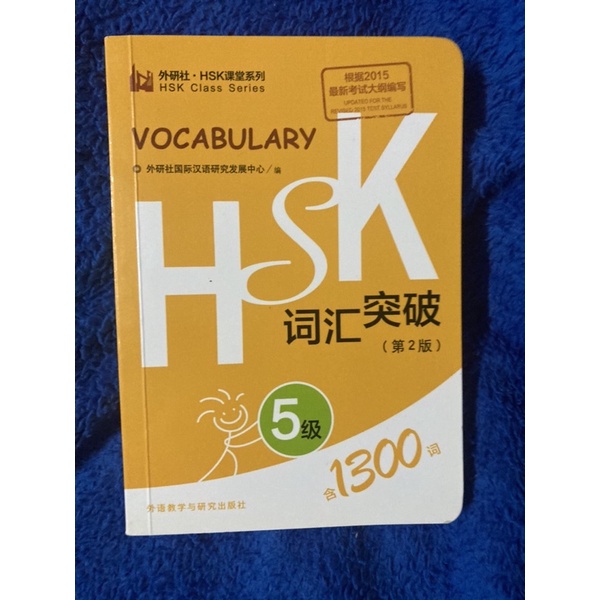 外研社·HSK课堂系列
HSK Class Series
根据2015
最新考试大纲编写
UPDATED FOR THE
REVISED 2015 TEST SYLLABUS
VOCABULARY
外研社国际汉语研究发展中心/编
HSK
词汇突破
(第2版)
5级
含1300词
外语教学与研究出版社